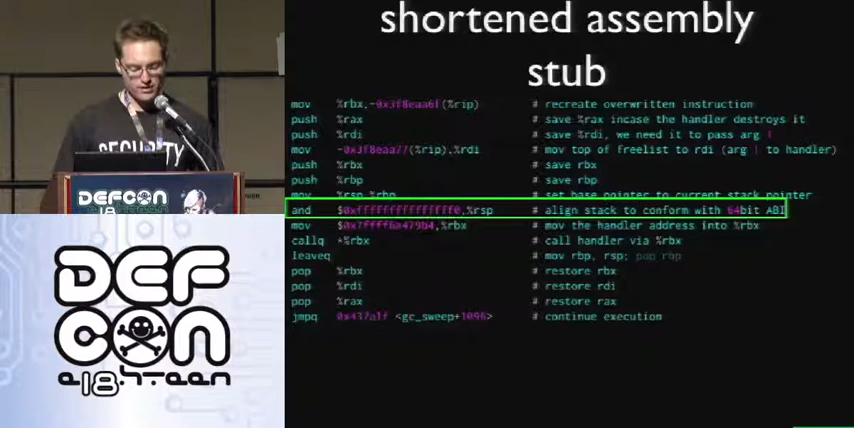 shortened assembly
stub
mov %rbx,-0x3f8eaa6f(%rip) # recreate overwritten instruction
push %rax # save %rax incase the handler destroys it
push %rdi # save %rdi, we need it to pass arg 1
mov -0x3f8eaa77(%rip),%rdi # mov top of freelist to rdi (arg 1 to handler)
push %rbx # save rbx
push %rbp # save rbp
mov %rsp,%rbp # set base pointer to current stack pointer
and $0xfffffffffffffff0,%rsp # align stack to conform with 64bit ABI
mov $0x7ffff6a479b4,%rbx # mov the handler address into %rbx
callq *%rbx # call handler via %rbx
leaveq # mov rbp, rsp; pop rbp
pop %rbx # restore rbx
pop %rdi # restore rdi
pop %rax # restore rax
jmpq 0x437a1f <gc_sweep+1096> # continue execution
SECURITY
DEFCON
18
DEF
CON
e18hteen